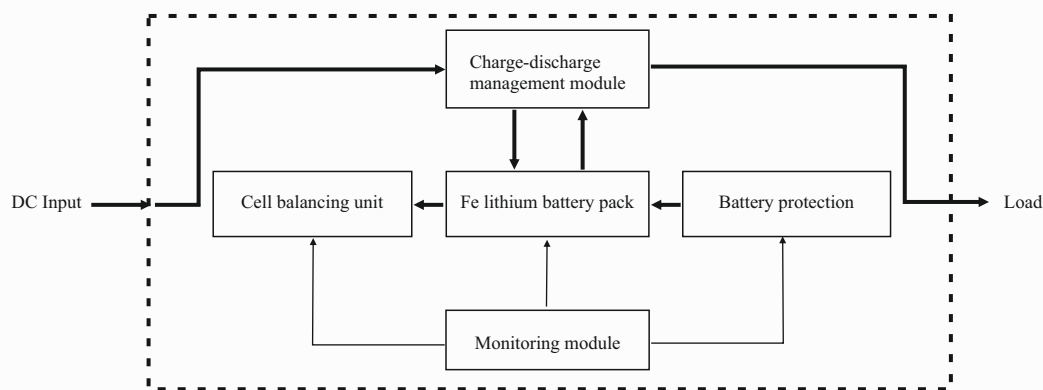 Charge-discharge
management module
DC Input
Cell balancing unit
Fe lithium battery pack
Battery protection
Load
Monitoring module